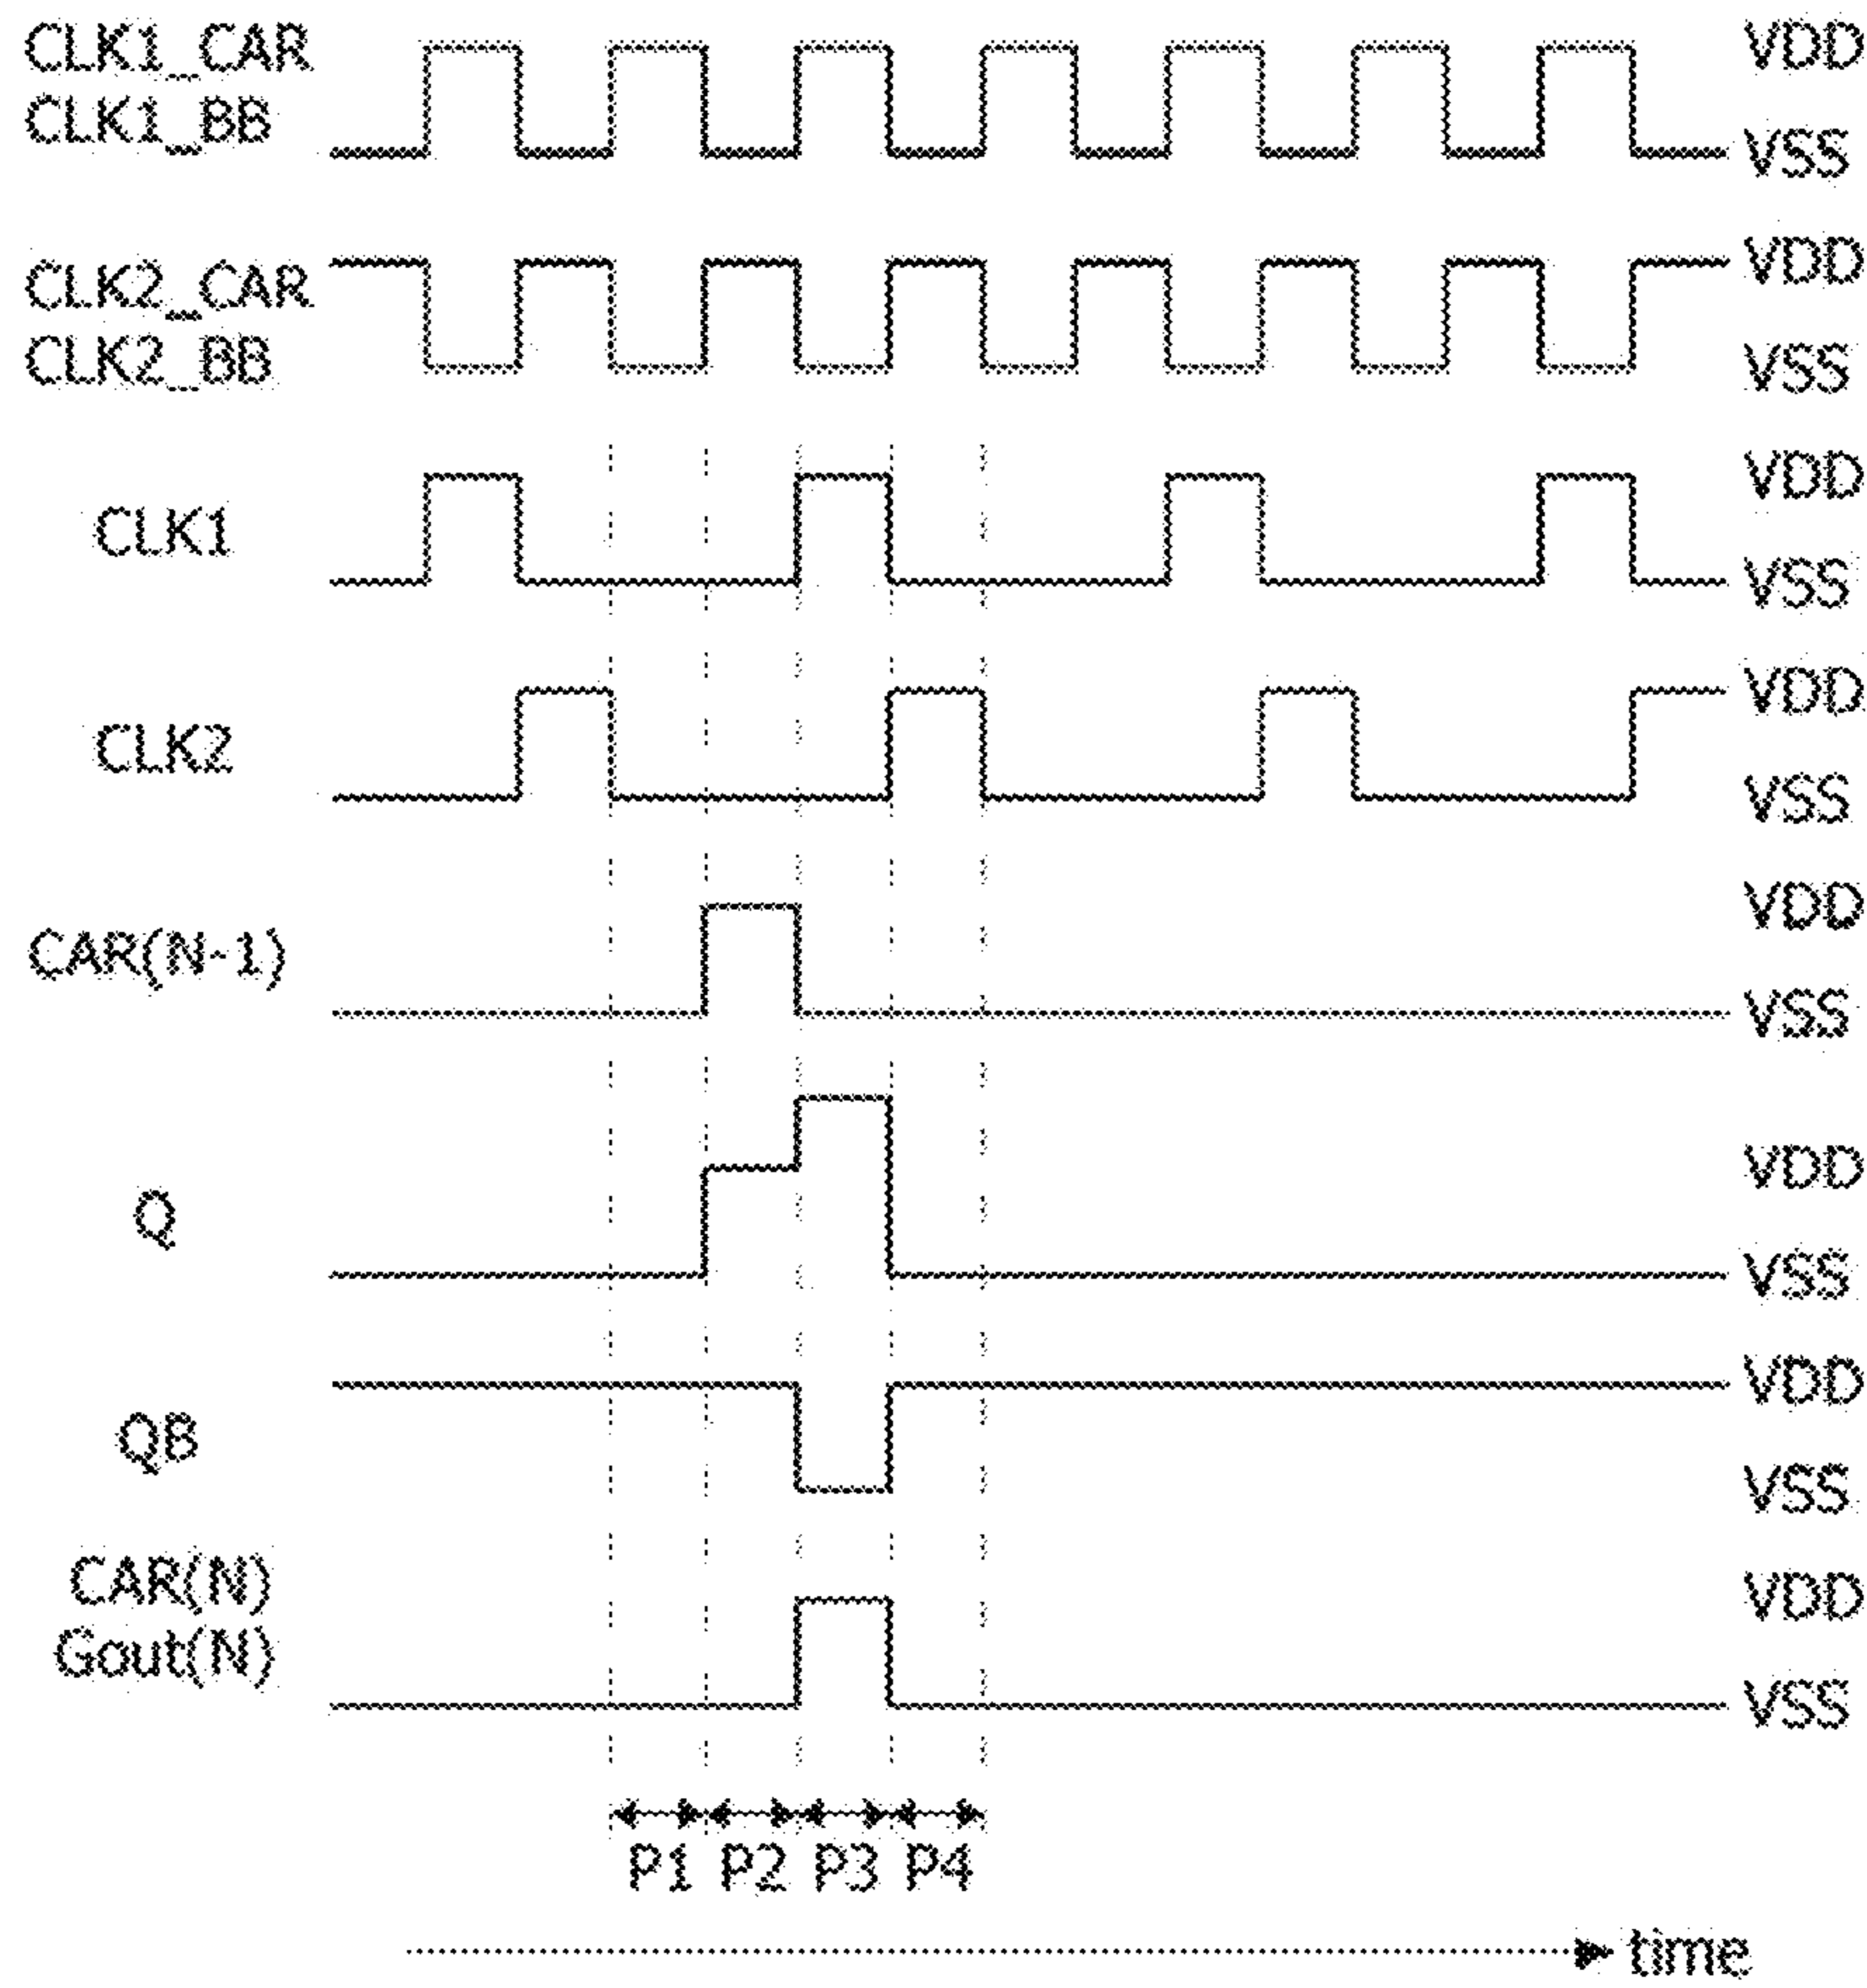 CLK1_CAR
CLK1_BB
VDD
VSS
CLK2_CAR
CLK2_BB
VDD
VSS
CLK1
VDD
VSS
CLK2
VDD
VSS
CAR(N-1)
VDD
VSS
Q
VDD
VSS
QB
VDD
VSS
CAR(N)
Gout(N)
VDD
VSS
P1 P2 P3 P4
time